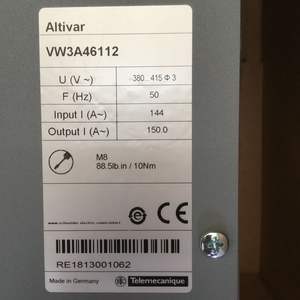 Altivar
VW3A46112
U (V ~) -380...415 Φ 3
F (Hz) 50
Input I (A~) 144
Output I (A~) 150.0
M8
88.5lb.in / 10Nm
e
CE
RE1813001062
Made in Germany Telemecanique